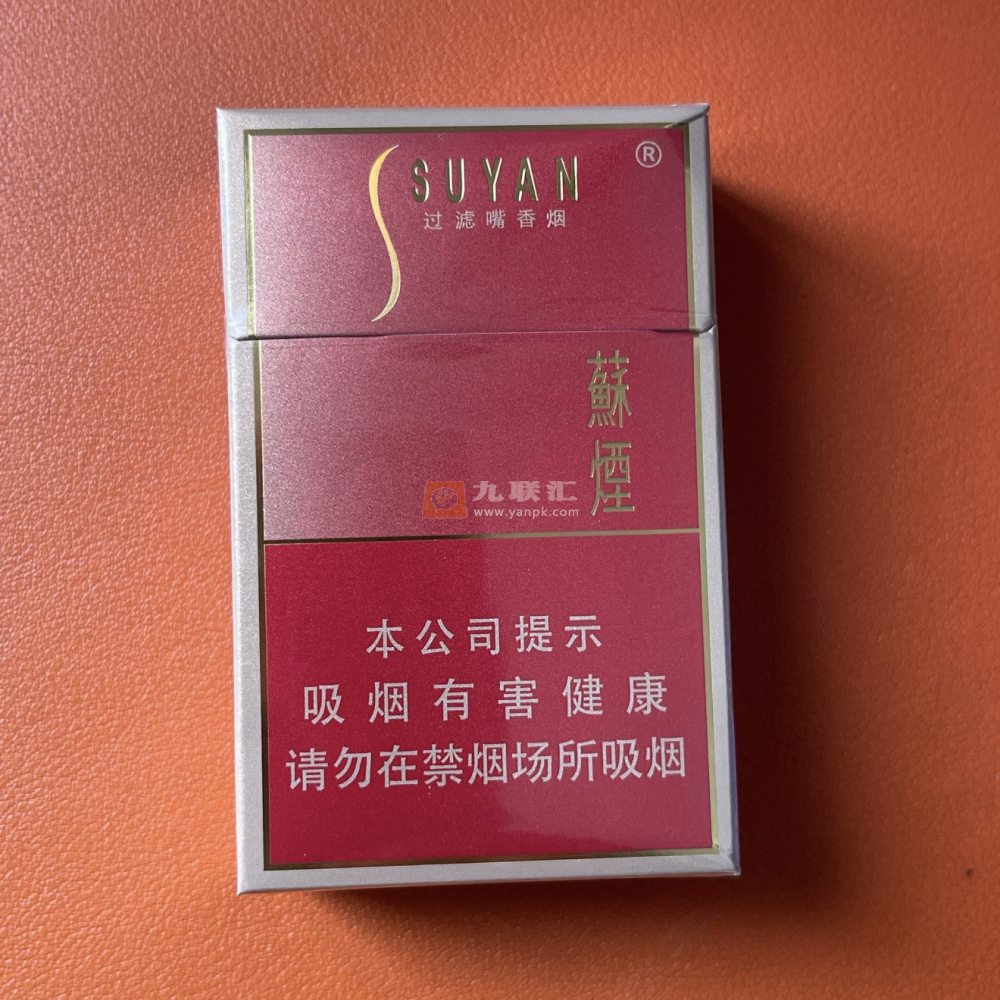 SUYAN ®
过滤嘴香烟
蘇煙
九联汇
www.yanpk.com
本公司提示
吸烟有害健康
请勿在禁烟场所吸烟